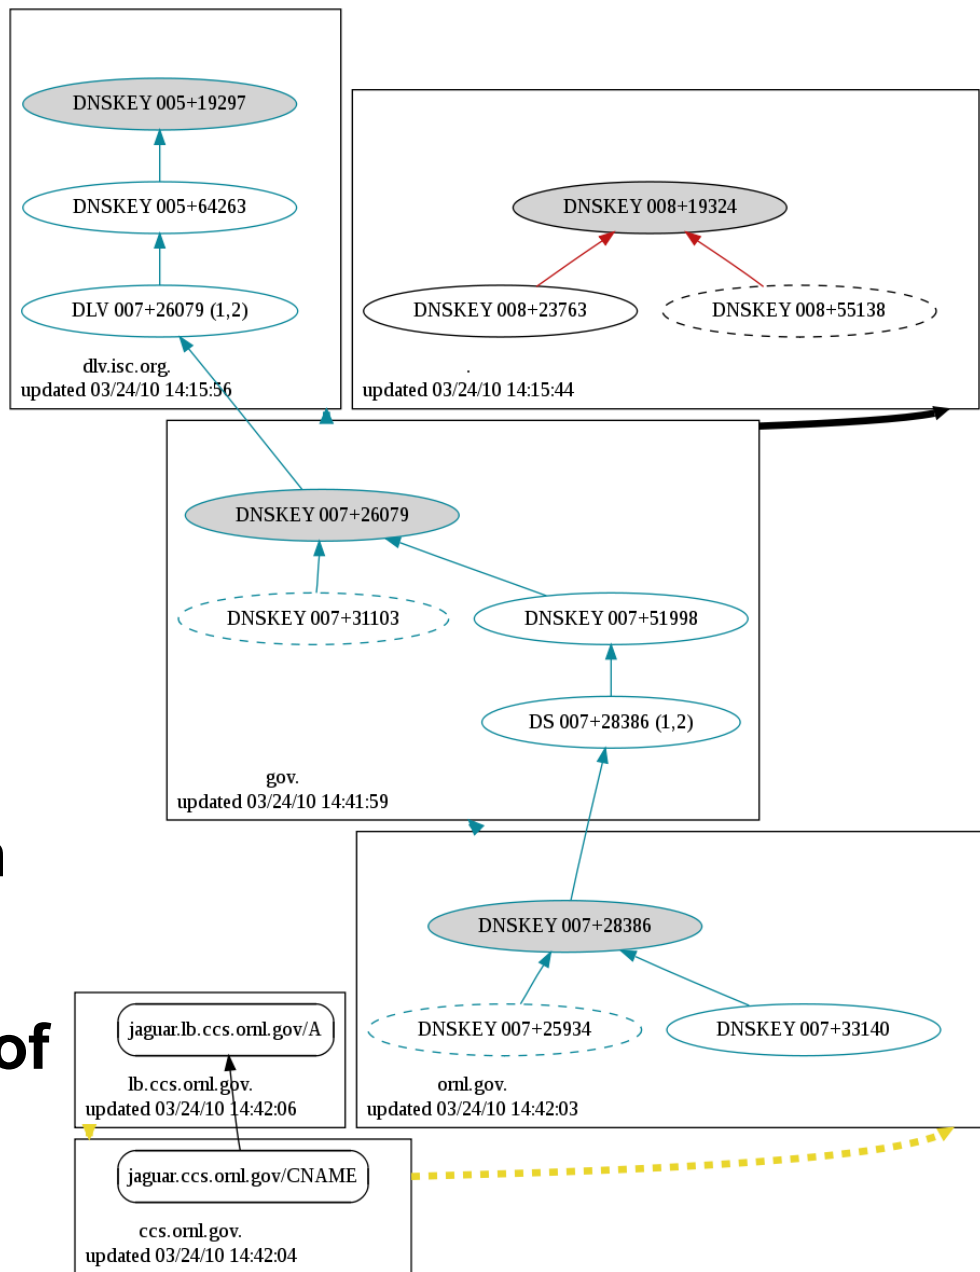 DNSKEY 005+19297
DNSKEY 005+64263
DLV 007+26079 (1,2)
dlv.isc.org.
updated 03/24/10 14:15:56
DNSKEY 008+19324
DNSKEY 008+23763
DNSKEY 008+55138
.
updated 03/24/10 14:15:44
DNSKEY 007+26079
DNSKEY 007+31103
DNSKEY 007+51998
DS 007+28386 (1,2)
gov.
updated 03/24/10 14:41:59
DNSKEY 007+28386
DNSKEY 007+25934
DNSKEY 007+33140
ornl.gov.
updated 03/24/10 14:42:03
of
jaguar.lb.ccs.ornl.gov/A
lb.ccs.ornl.gov.
updated 03/24/10 14:42:06
jaguar.ccs.ornl.gov/CNAME
ccs.ornl.gov.
updated 03/24/10 14:42:04